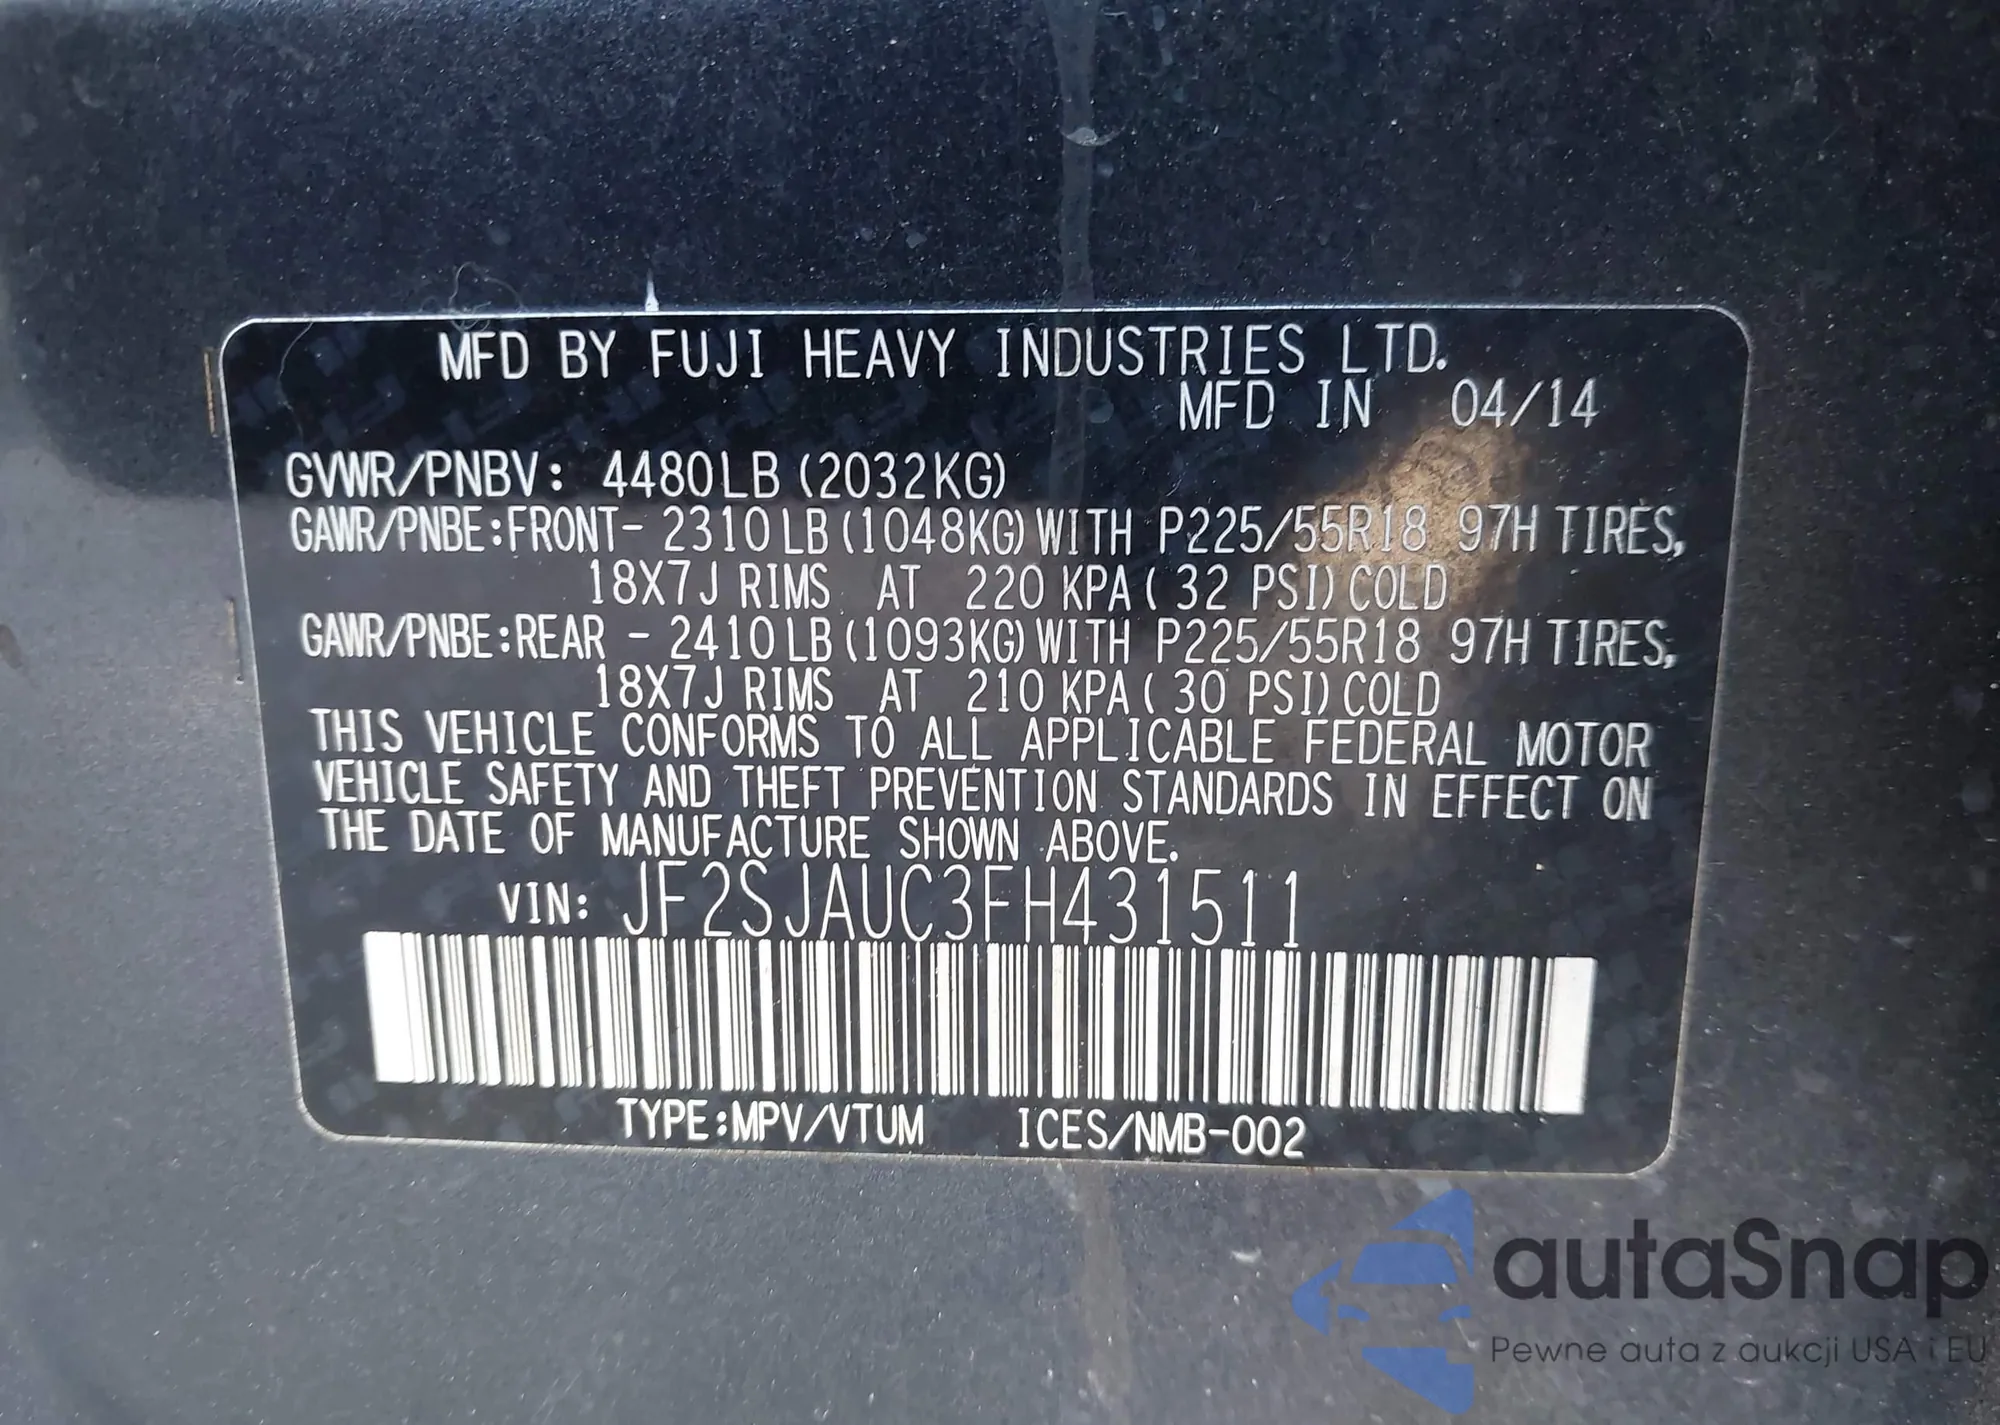 MFD BY FUJI HEAVY INDUSTRIES LTD.
MFD IN 04/14
GVWR/PNBV: 4480LB (2032KG)
GAWR/PNBE:FRONT- 2310LB(1048KG)WITH P225/55R18 97H TIRES,
18X7J RIMS AT 220 KPA( 32 PSI)COLD
GAWR/PNBE:REAR - 2410LB(1093KG)WITH P225/55R18 97H TIRES,
18X7J RIMS AT 210 KPA( 30 PSI)COLD
THIS VEHICLE CONFORMS TO ALL APPLICABLE FEDERAL MOTOR
VEHICLE SAFETY AND THEFT PREVENTION STANDARDS IN EFFECT ON
THE DATE OF MANUFACTURE SHOWN ABOVE.
VIN: JF2SJAUC3FH431511
TYPE:MPV/VTUM ICES/NMB-002
autaSnap
Pewne auta z aukcji USA i EU